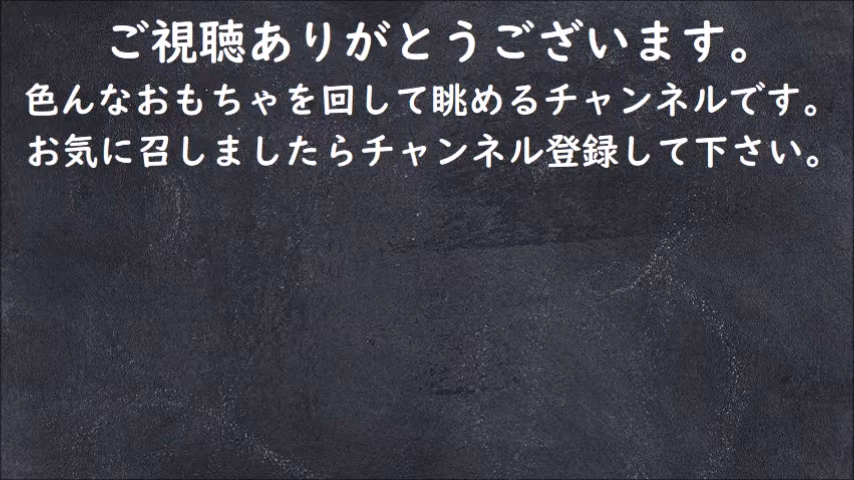 ご視聴ありがとうございます。
色んなおもちゃを回して眺めるチャンネルです。
お気に召しましたらチャンネル登録して下さい。